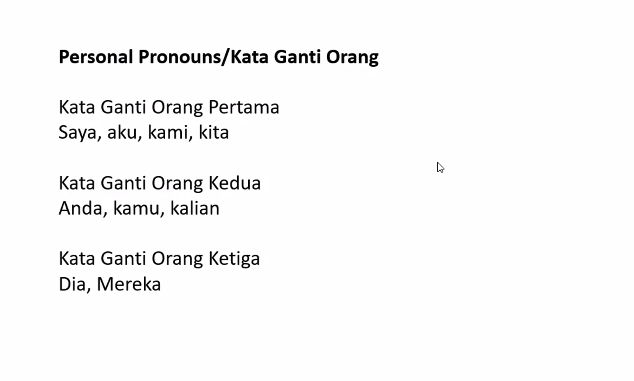 Personal Pronouns/Kata Ganti Orang
Kata Ganti Orang Pertama
Saya, aku, kami, kita
Kata Ganti Orang Kedua
Anda, kamu, kalian
Kata Ganti Orang Ketiga
Dia, Mereka